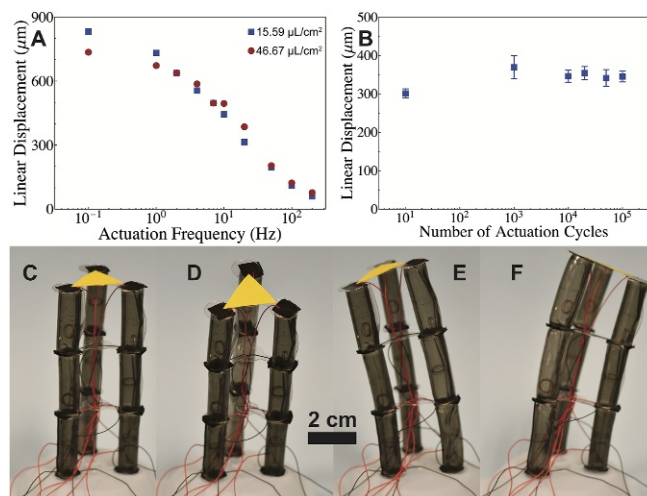 A
15.59 μL/cm²
46.67 μL/cm²
Linear Displacement (μm)
900
600
300
0
10⁻¹ 10⁰ 10¹ 10²
Actuation Frequency (Hz)
B
Linear Displacement (μm)
500
400
300
200
100
0
10¹ 10² 10³ 10⁴ 10⁵
Number of Actuation Cycles
C D E F
2 cm